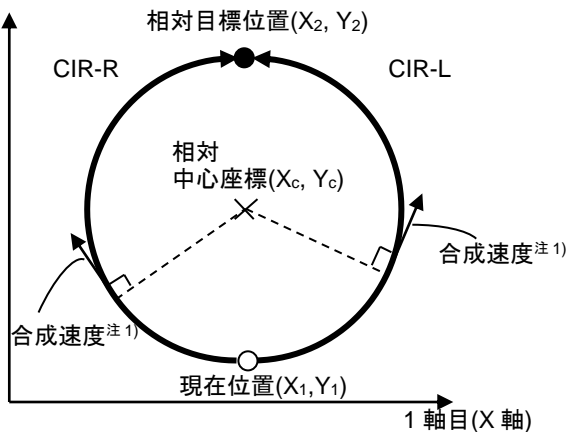 相対目標位置(X2, Y2)
CIR-R
CIR-L
相対
中心座標(Xc, Yc)
合成速度注 1)
合成速度注 1)
現在位置(X1,Y1)
1 軸目(X 軸)